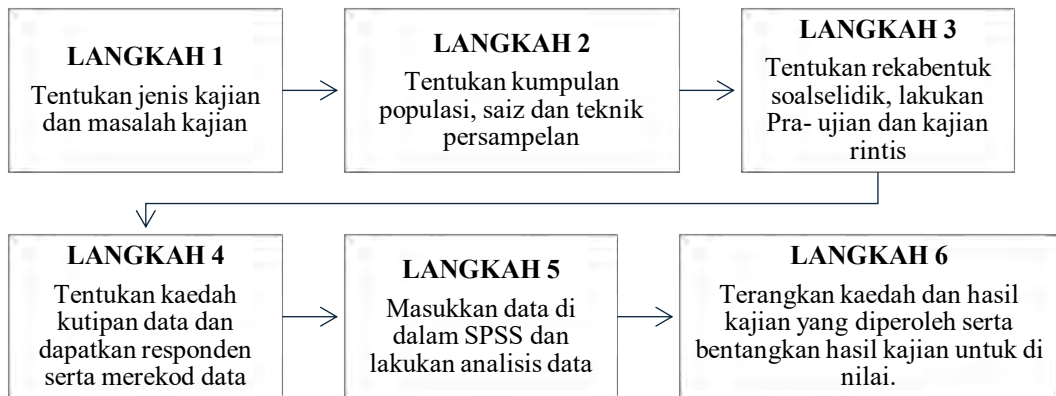 LANGKAH 1
Tentukan jenis kajian
dan masalah kajian
LANGKAH 2
Tentukan kumpulan
populasi, saiz dan teknik
persampelan
LANGKAH 3
Tentukan rekabentuk
soalselidik, lakukan
Pra- ujian dan kajian
rintis
LANGKAH 4
Tentukan kaedah
kutipan data dan
dapatkan responden
serta merekod data
LANGKAH 5
Masukkan data di
dalam SPSS dan
lakukan analisis data
LANGKAH 6
Terangkan kaedah dan hasil
kajian yang diperoleh serta
bentangkan hasil kajian untuk di
nilai.